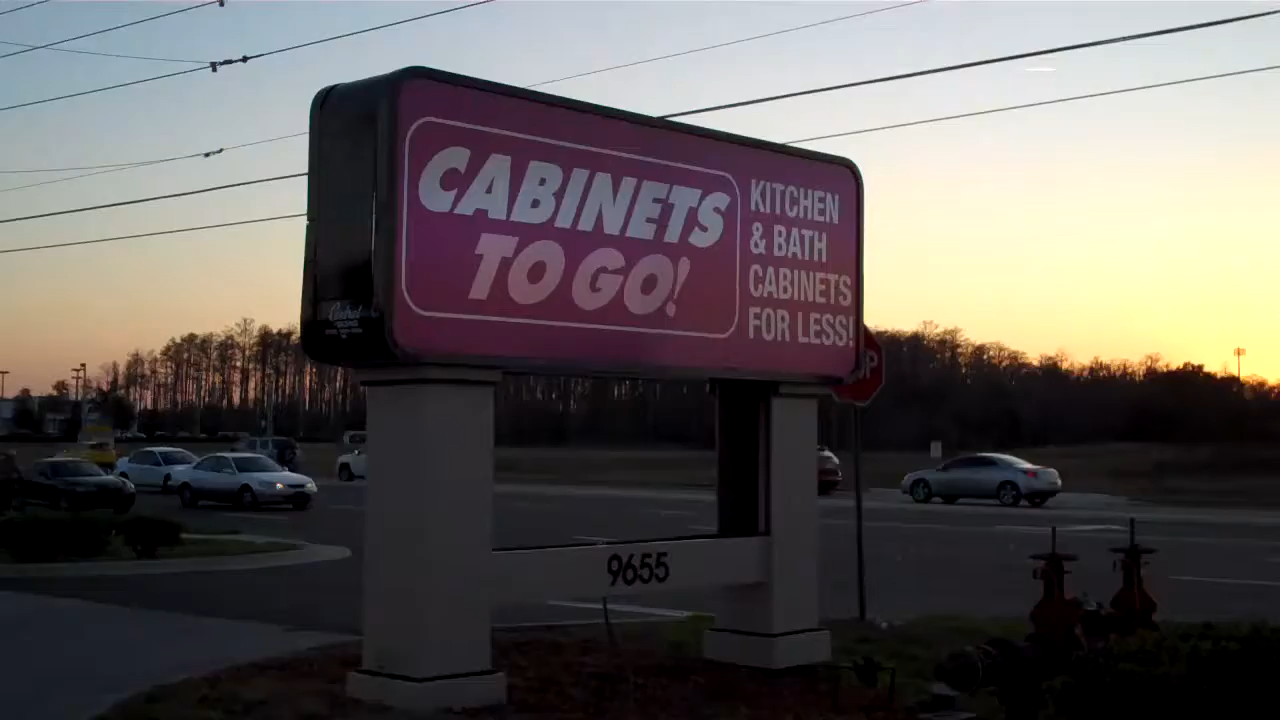 CABINETS
TO GO!
KITCHEN
& BATH
CABINETS
FOR LESS!
9655